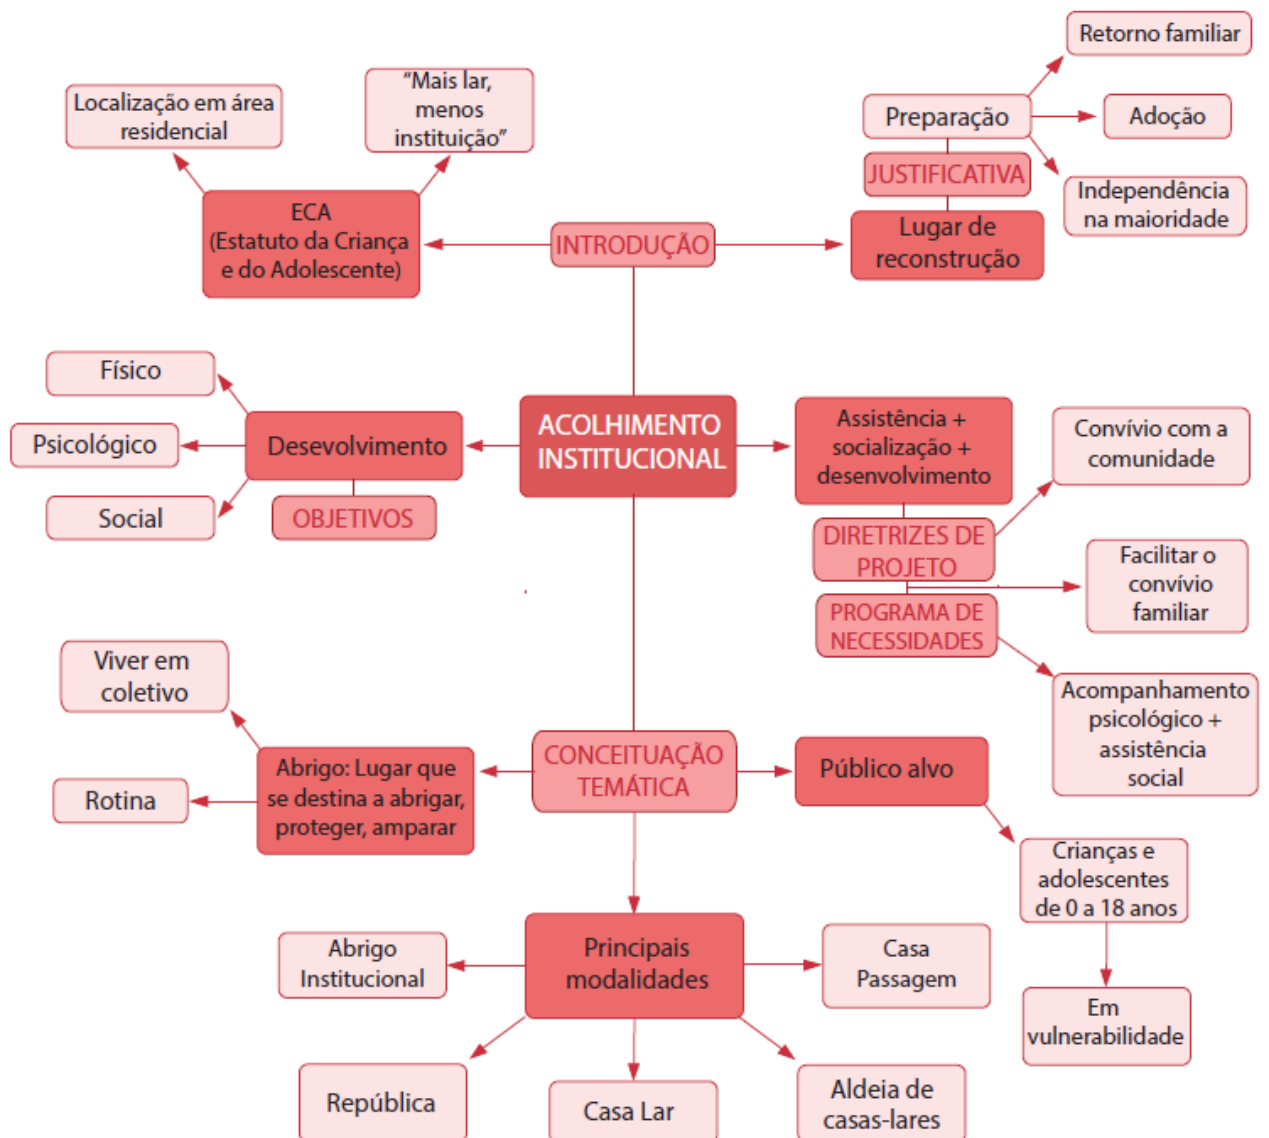 Retorno familiar
"Mais lar,
menos
instituição"
Localização em área
residencial
Preparação
Adoção
JUSTIFICATIVA
Independência
na maioridade
ECA
(Estatuto da Criança
e do Adolescente)
INTRODUÇÃO
Lugar de
reconstrução
Físico
Psicológico
Social
Desevolvimento
OBJETIVOS
ACOLHIMENTO
INSTITUCIONAL
Assistência +
socialização +
desenvolvimento
Convívio com a
comunidade
DIRETRIZES DE
PROJETO
Facilitar o
convívio
familiar
PROGRAMA DE
NECESSIDADES
Acompanhamento
psicológico +
assistência
social
Viver em
coletivo
Rotina
Abrigo: Lugar que
se destina a abrigar,
proteger, amparar
CONCEITUAÇÃO
TEMÁTICA
Público alvo
Crianças e
adolescentes
de 0 a 18 anos
Em
vulnerabilidade
Principais
modalidades
Abrigo
Institucional
Casa
Passagem
República
Casa Lar
Aldeia de
casas-lares